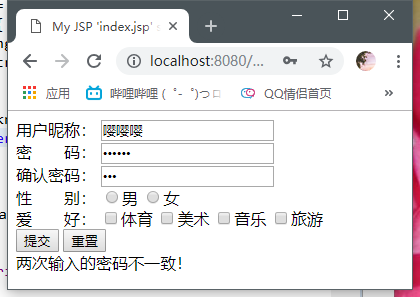 My JSP 'index.jsp' s
localhost:8080/...
应用 哔哩哔哩 ( ゜- ゜)つロ QQ情侣首页 »
用户昵称: 嘤嘤嘤
密 码: ••••••
确认密码: •••
性 别: 男 女
爱 好: 体育 美术 音乐 旅游
提交 重置
两次输入的密码不一致!